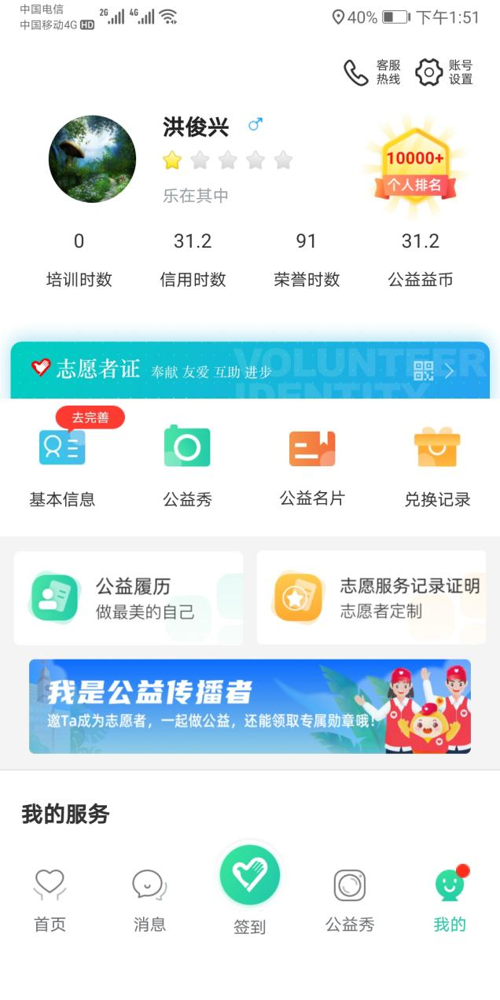 中国电信
2G 4G
40% 下午1:51
中国移动4G HD
客服
热线
账号
设置
洪俊兴
10000+
个人排名
乐在其中
0 31.2 91 31.2
培训时数 信用时数 荣誉时数 公益益币
志愿者证 奉献 友爱 互助 进步
VOLUNTEER
IDENTITY
去完善
基本信息 公益秀 公益名片 兑换记录
公益履历
做最美的自己
志愿服务记录证明
志愿者定制
我是公益传播者
邀Ta成为志愿者，一起做公益，还能领取专属勋章哦!
我的服务
首页 消息 签到 公益秀 我的